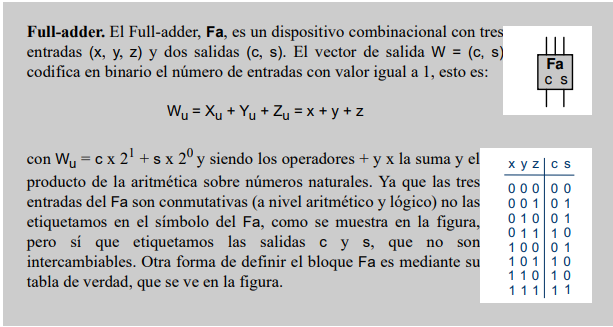 Full-adder. El Full-adder, Fa, es un dispositivo combinacional con tres
entradas (x, y, z) y dos salidas (c, s). El vector de salida W = (c, s)
codifica en binario el número de entradas con valor igual a 1, esto es:
Wu = Xu + Yu + Zu = x + y + z
con Wu = c x 2¹ + s x 2⁰ y siendo los operadores + y x la suma y el
producto de la aritmética sobre números naturales. Ya que las tres
entradas del Fa son conmutativas (a nivel aritmético y lógico) no las
etiquetamos en el símbolo del Fa, como se muestra en la figura,
pero sí que etiquetamos las salidas c y s, que no son
intercambiables. Otra forma de definir el bloque Fa es mediante su
tabla de verdad, que se ve en la figura.
Fa
c s
x y z c s
0 0 0 0 0
0 0 1 0 1
0 1 0 0 1
0 1 1 1 0
1 0 0 0 1
1 0 1 1 0
1 1 0 1 0
1 1 1 1 1